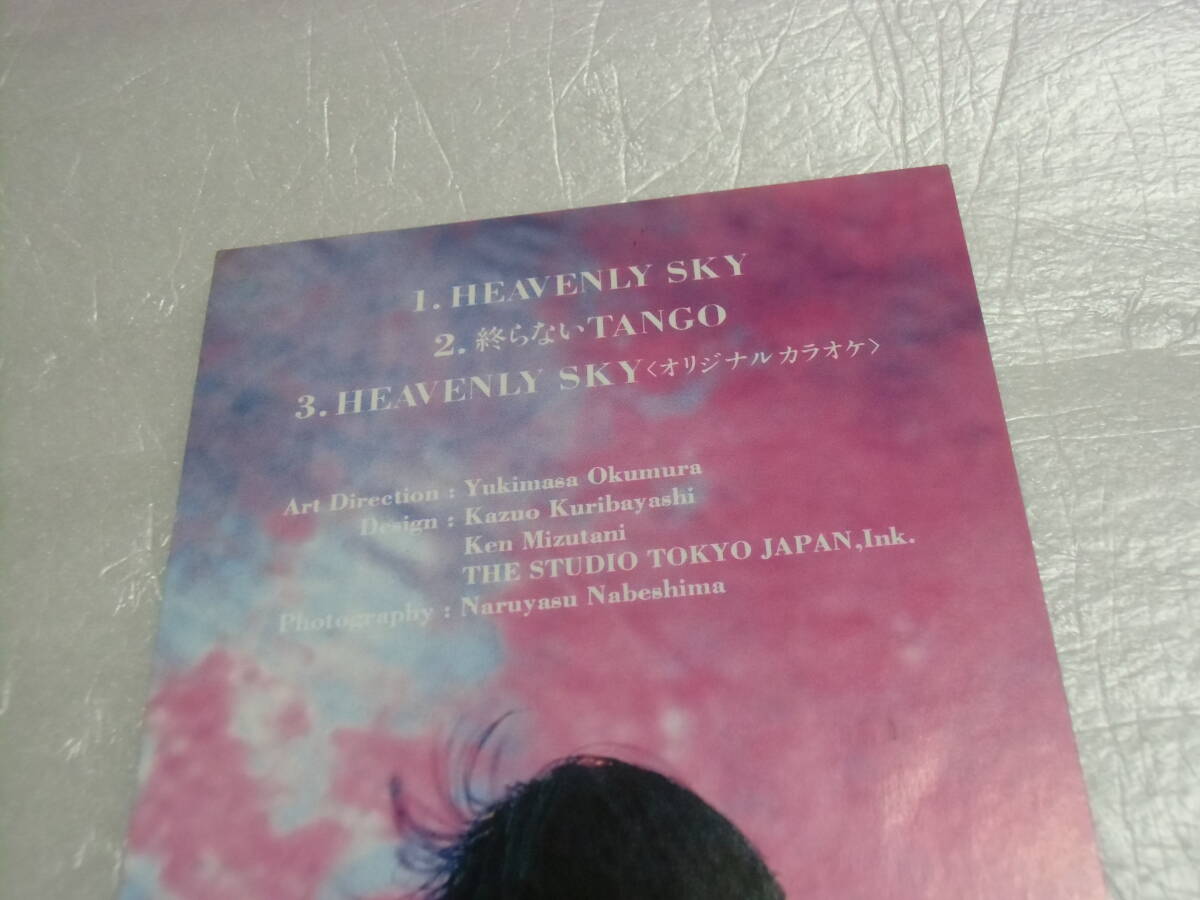 1. HEAVENLY SKY
2. 終らないTANGO
3. HEAVENLY SKY〈オリジナルカラオケ〉
Art Direction : Yukimasa Okumura
Design : Kazuo Kuribayashi
Ken Mizutani
THE STUDIO TOKYO JAPAN,Ink.
Photography : Naruyasu Nabeshima